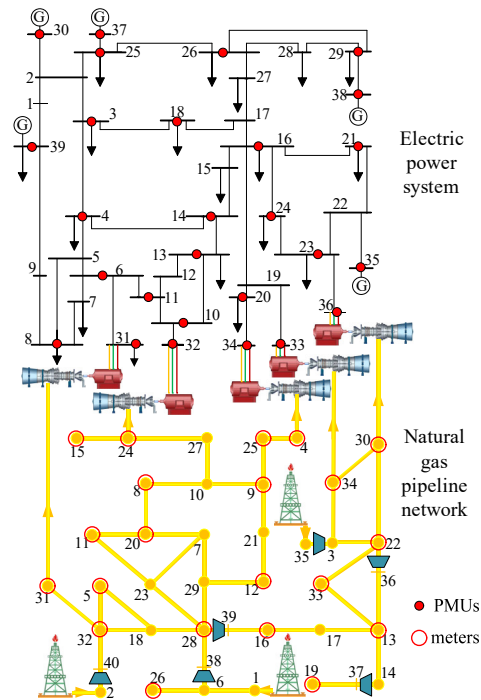 G G
30 37
25 26 28 29
2
27
1
38
G
3 18 17
G
39
16 21
15
24
22
4 14
23
35
G
5 13
9 6 12 19
7 11 20
10
36
8 31 32 34 33
Electric
power
system
15 24 27 25 4
30
8 10 9
34
Natural
gas
pipeline
network
11 20 7 21
35 3 22
5 23 29 12
36
31 33
39
32 18 28 16 17 13
40 38
PMUs
meters
2 26 6 1 19 37 14